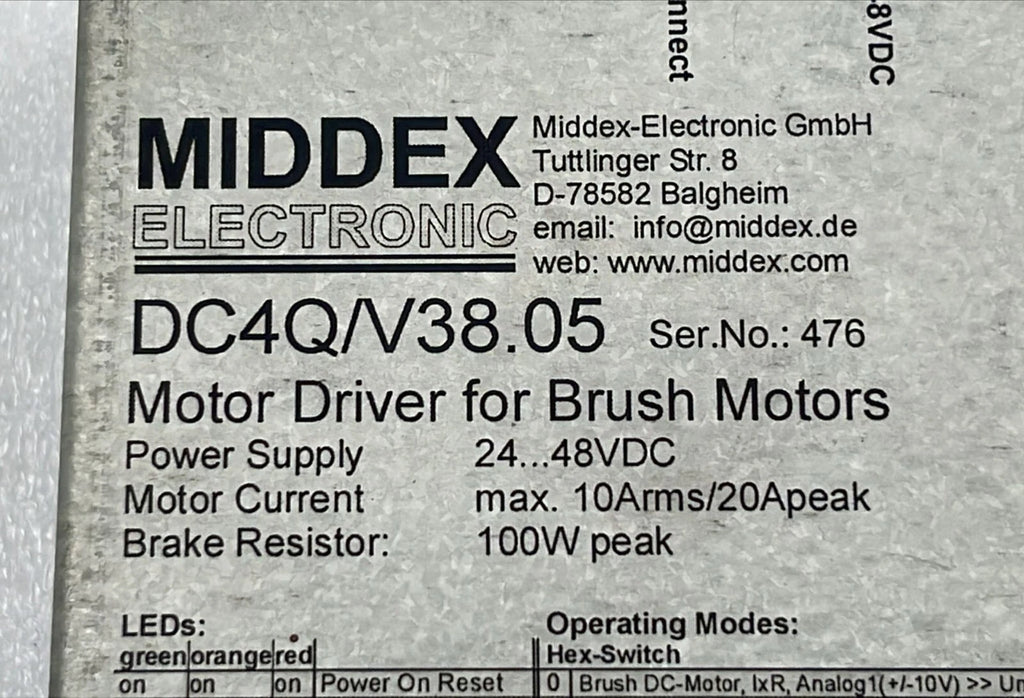 nnect
8VDC
MIDDEX
ELECTRONIC
Middex-Electronic GmbH
Tuttlinger Str. 8
D-78582 Balgheim
email: info@middex.de
web: www.middex.com
DC4Q/V38.05 Ser.No.: 476
Motor Driver for Brush Motors
Power Supply 24...48VDC
Motor Current max. 10Arms/20Apeak
Brake Resistor: 100W peak
LEDs:
green orange red
on on on Power On Reset
Operating Modes:
Hex-Switch
0 Brush DC-Motor, IxR, Analog1(+/-10V) >>